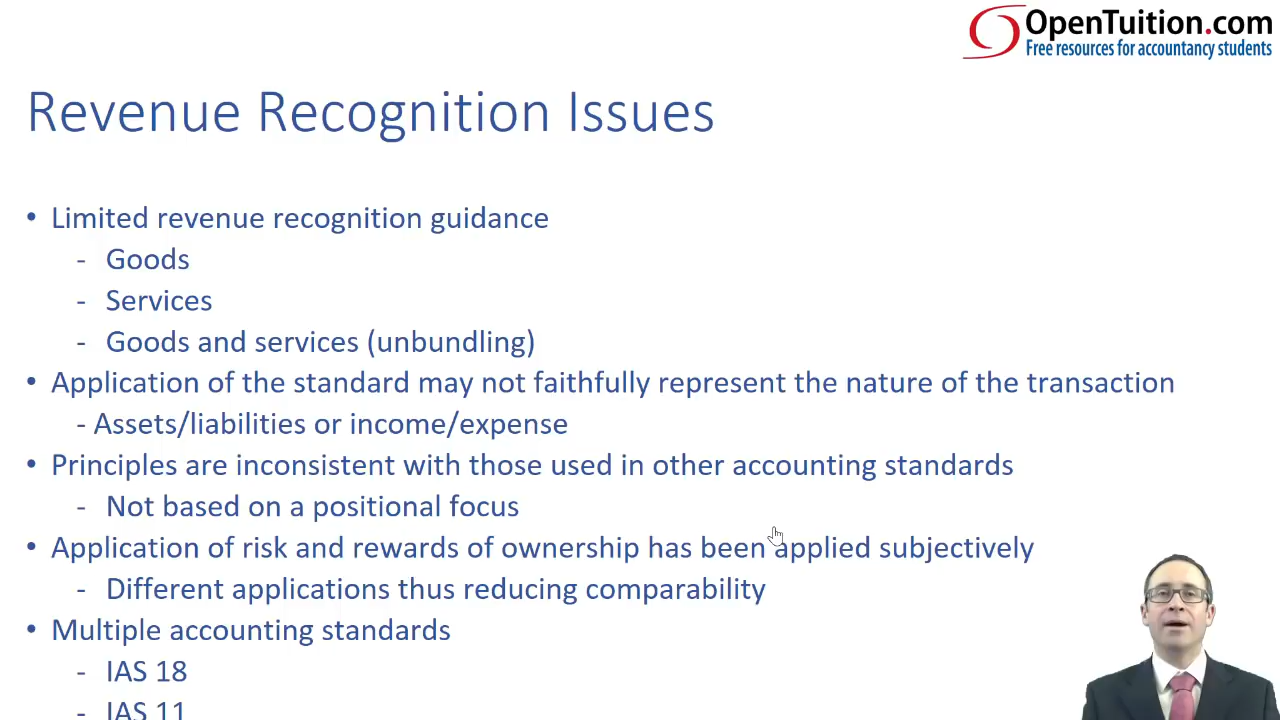 OpenTuition.com
Free resources for accountancy students
Revenue Recognition Issues
• Limited revenue recognition guidance
- Goods
- Services
- Goods and services (unbundling)
• Application of the standard may not faithfully represent the nature of the transaction
- Assets/liabilities or income/expense
• Principles are inconsistent with those used in other accounting standards
- Not based on a positional focus
• Application of risk and rewards of ownership has been applied subjectively
- Different applications thus reducing comparability
• Multiple accounting standards
- IAS 18
- IAS 11